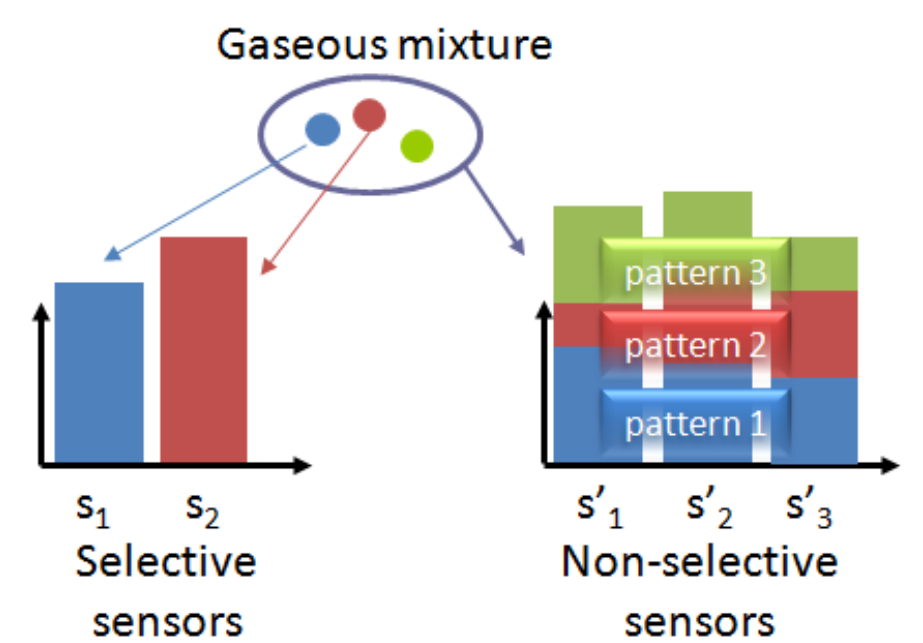 Gaseous mixture
pattern 3
pattern 2
pattern 1
s₁ s₂
Selective
sensors
s’₁ s’₂ s’₃
Non-selective
sensors